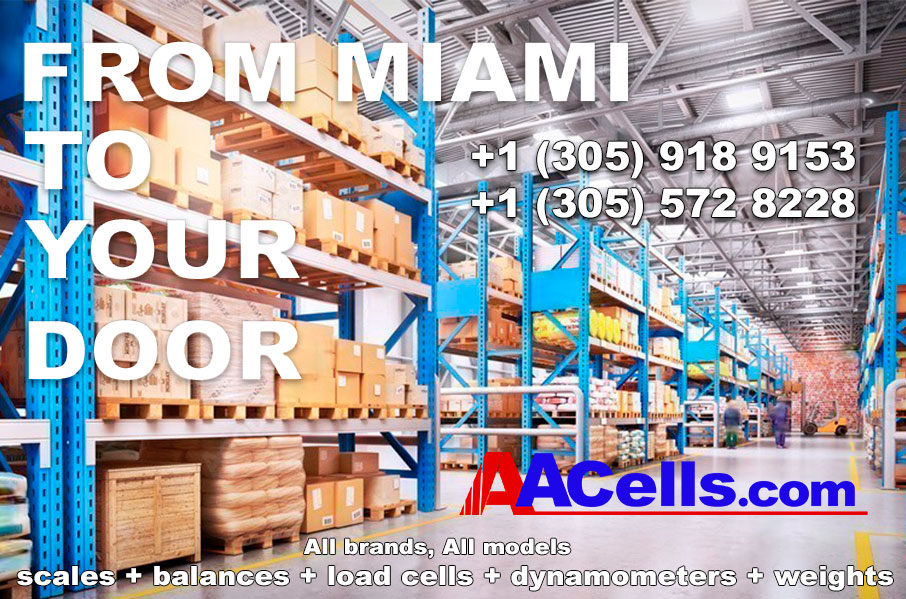 FROM MIAMI
TO
YOUR
DOOR
+1 (305) 918 9153
+1 (305) 572 8228
AACells.com
All brands, All models
scales + balances + load cells + dynamometers + weights